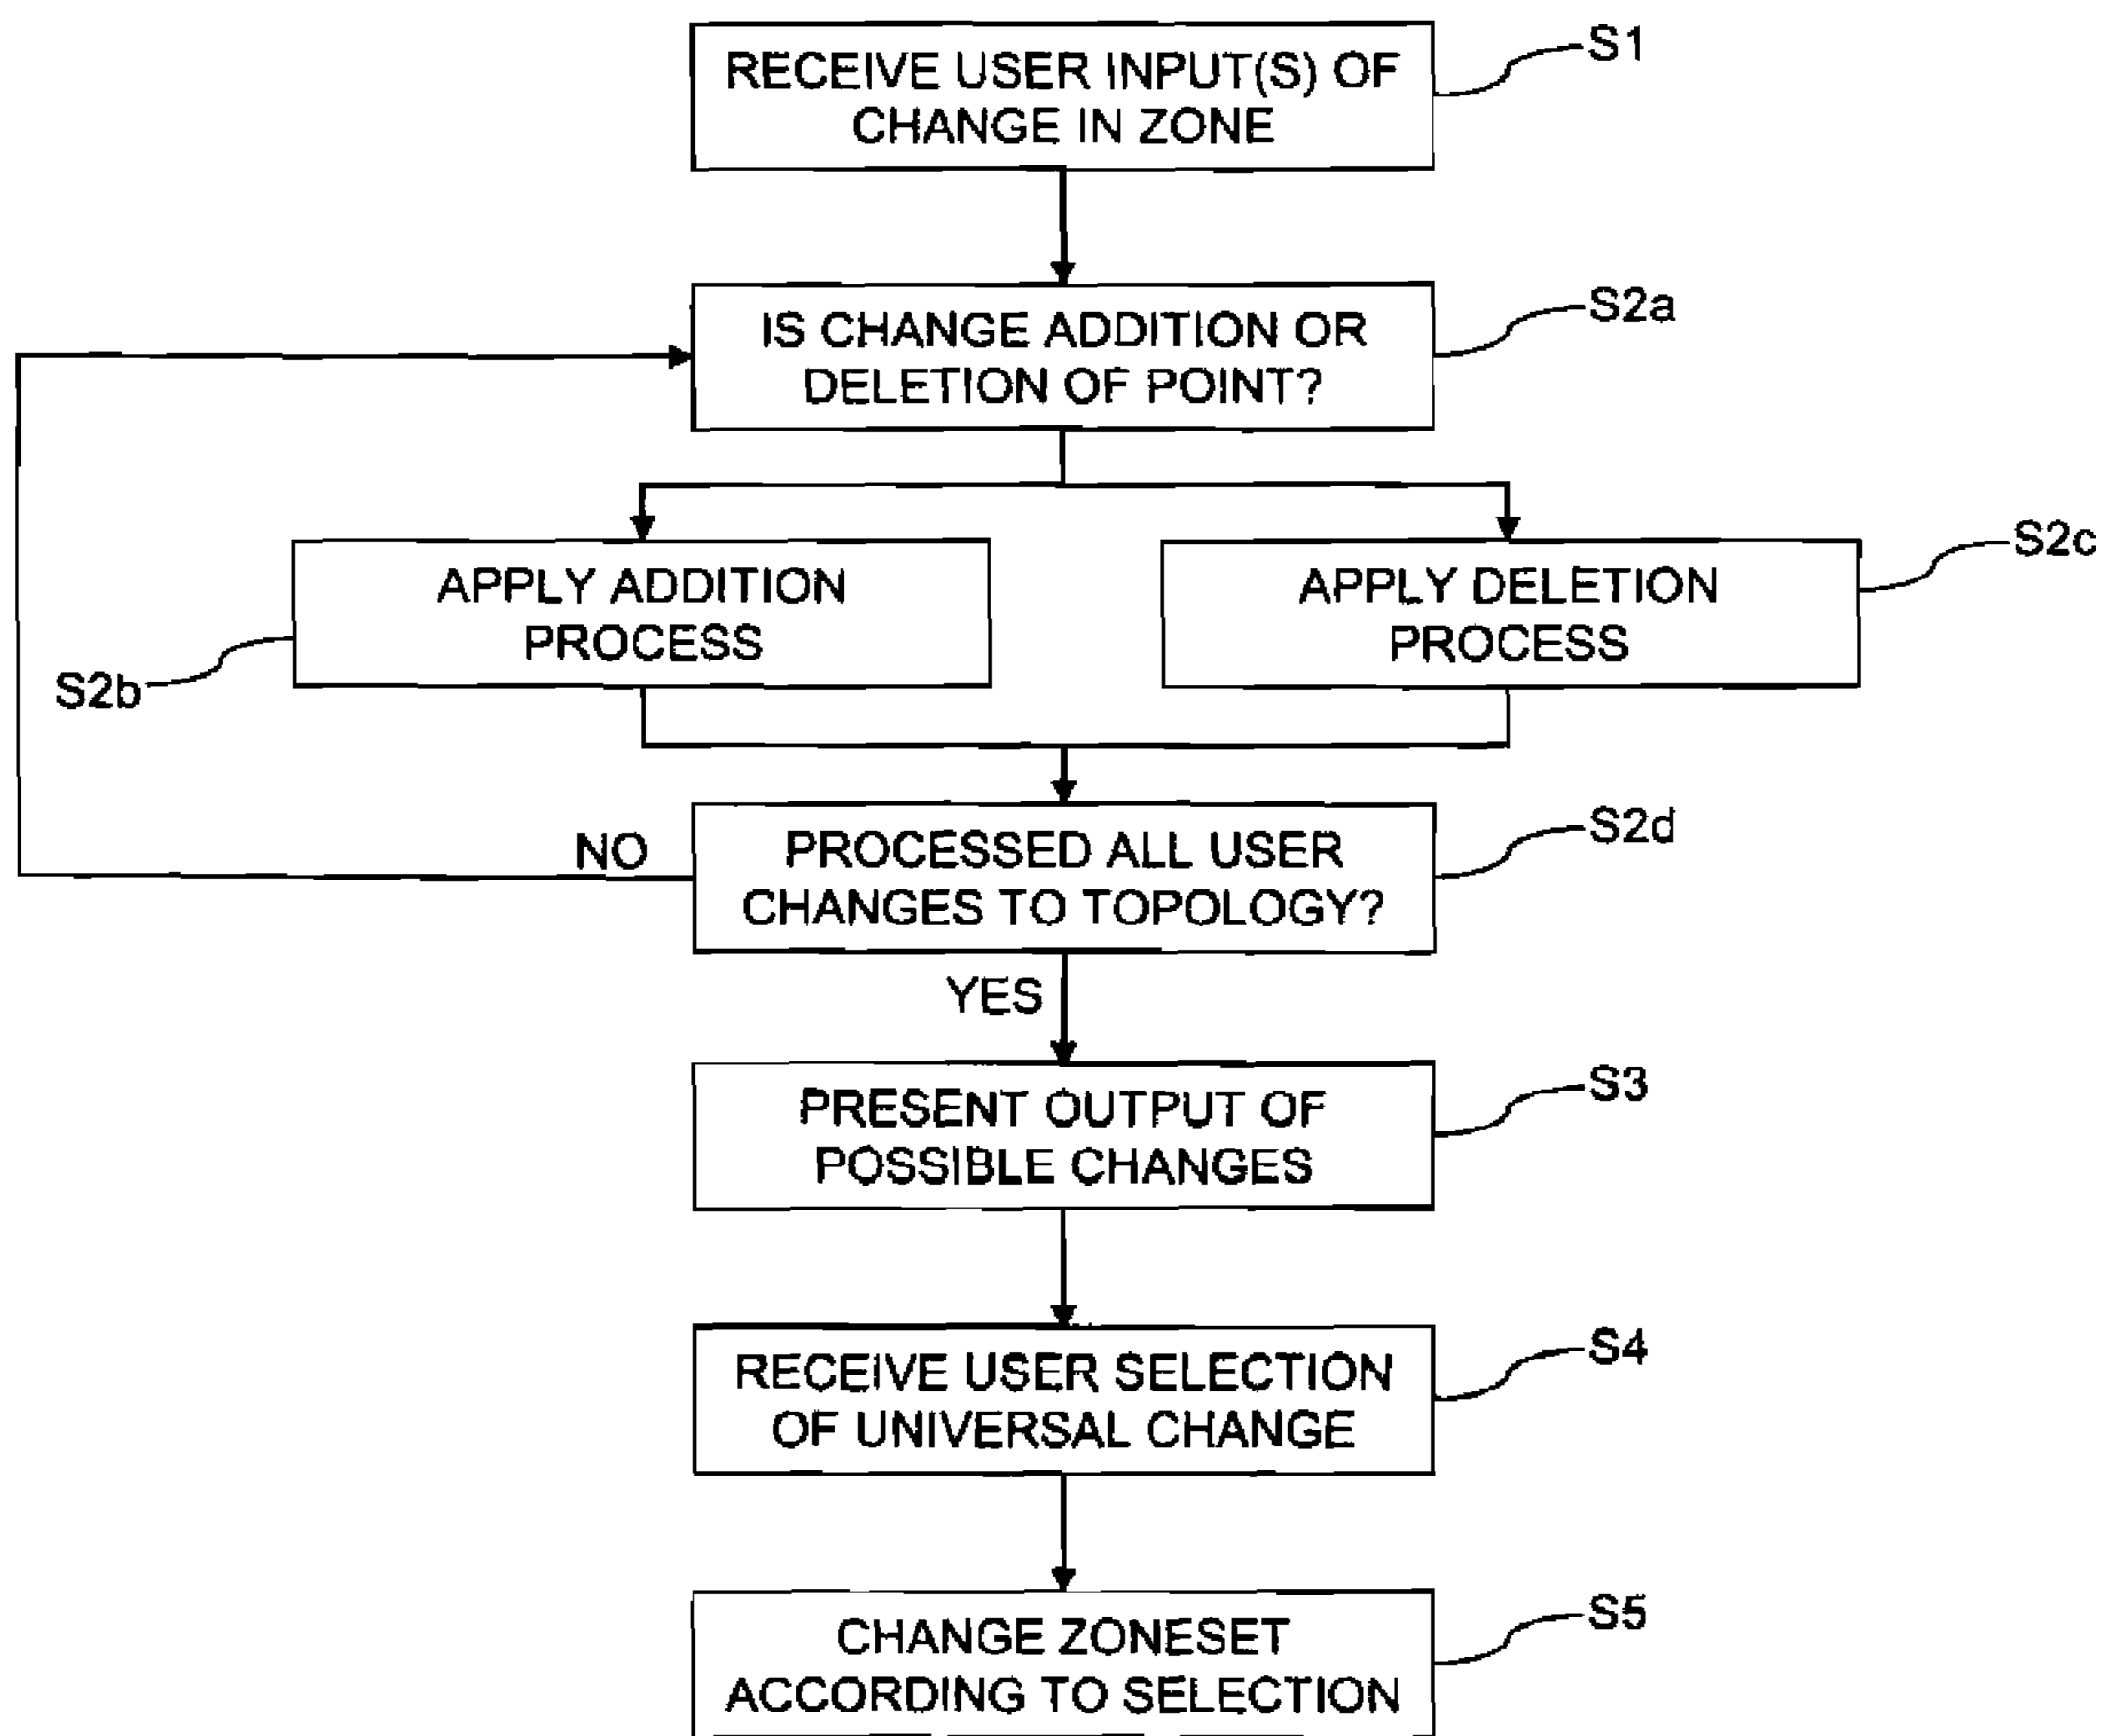 RECEIVE USER INPUT(S) OF
CHANGE IN ZONE
S1
IS CHANGE ADDITION OR
DELETION OF POINT?
S2a
APPLY ADDITION
PROCESS
S2b
APPLY DELETION
PROCESS
S2c
PROCESSED ALL USER
CHANGES TO TOPOLOGY?
S2d
NO
YES
PRESENT OUTPUT OF
POSSIBLE CHANGES
S3
RECEIVE USER SELECTION
OF UNIVERSAL CHANGE
S4
CHANGE ZONESET
ACCORDING TO SELECTION
S5